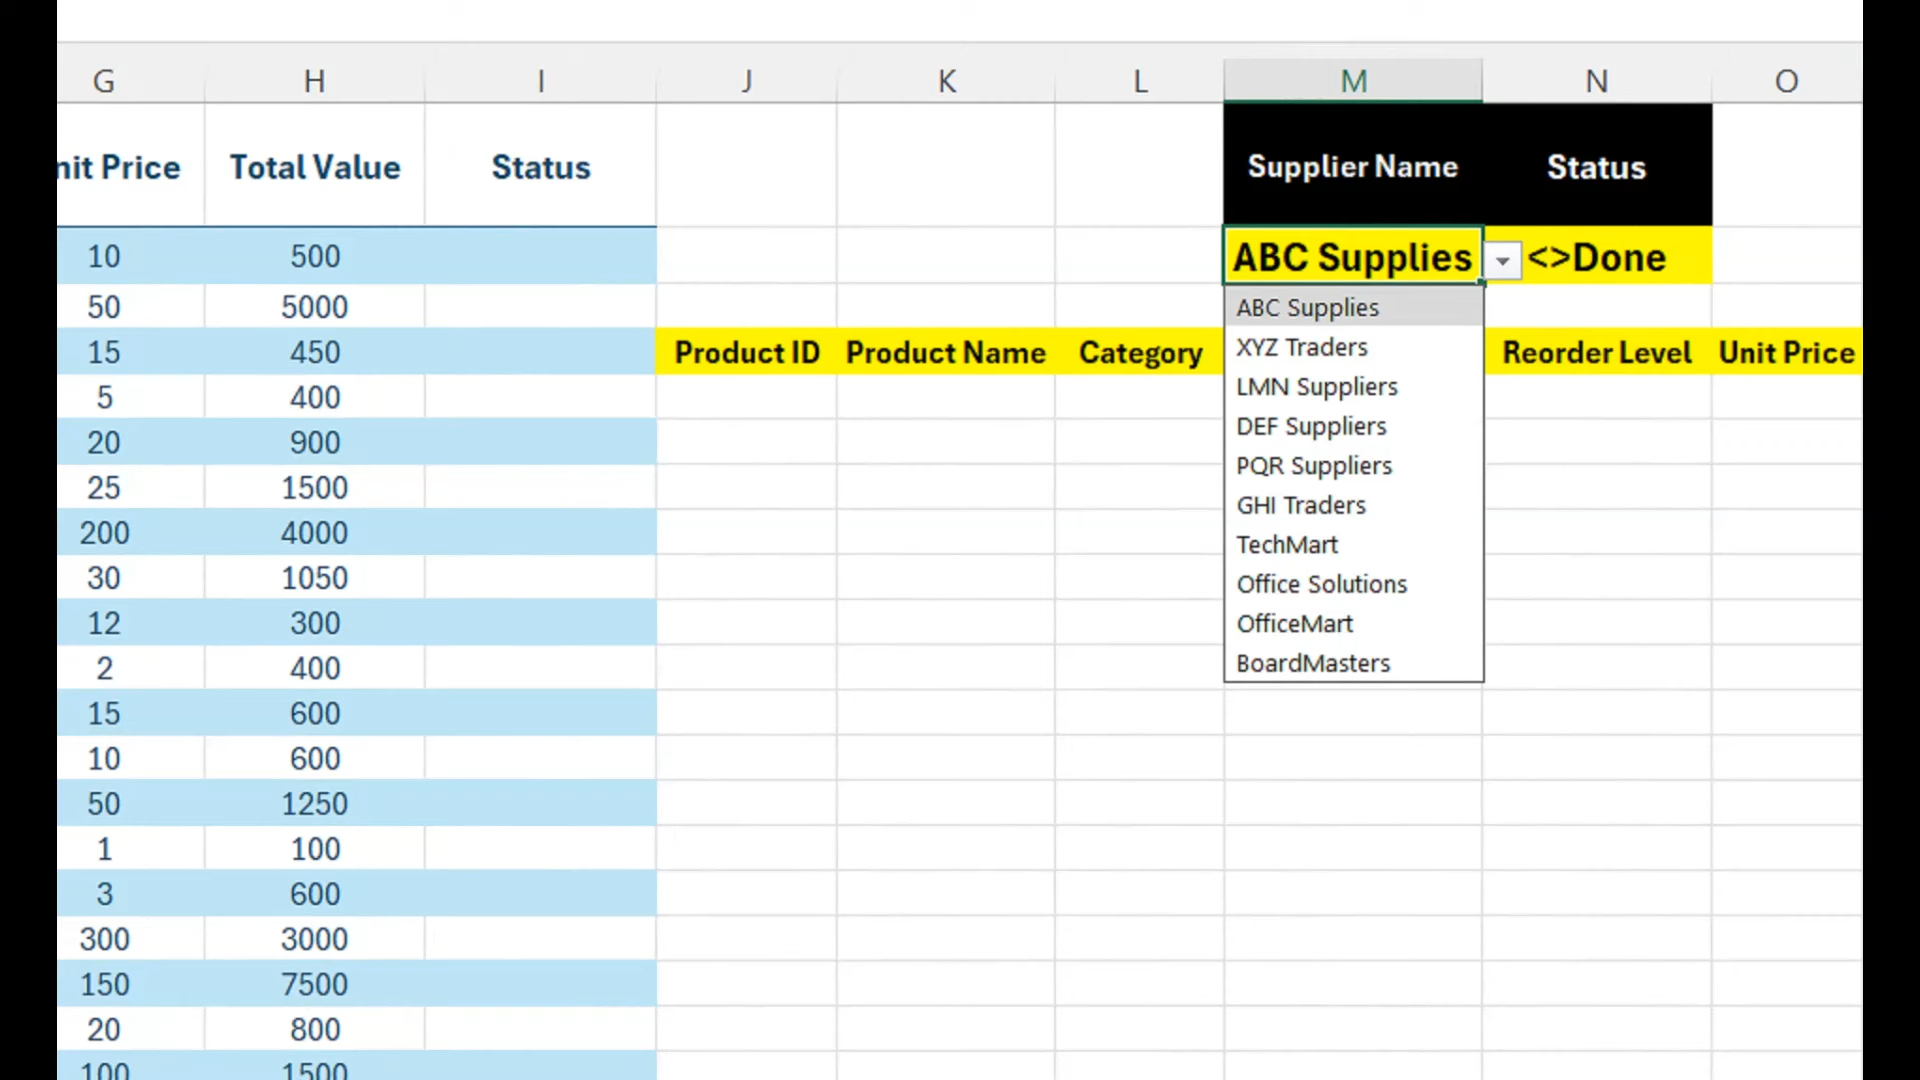 G H I J K L M N O
nit Price Total Value Status Supplier Name Status
10 500 ABC Supplies <>Done
50 5000 ABC Supplies
XYZ Traders
15 450 Product ID Product Name Category Reorder Level Unit Price
5 400 LMN Suppliers
20 900 DEF Suppliers
25 1500 PQR Suppliers
GHI Traders
200 4000 TechMart
30 1050 Office Solutions
12 300 OfficeMart
2 400 BoardMasters
15 600
10 600
50 1250
1 100
3 600
300 3000
150 7500
20 800
100 1500